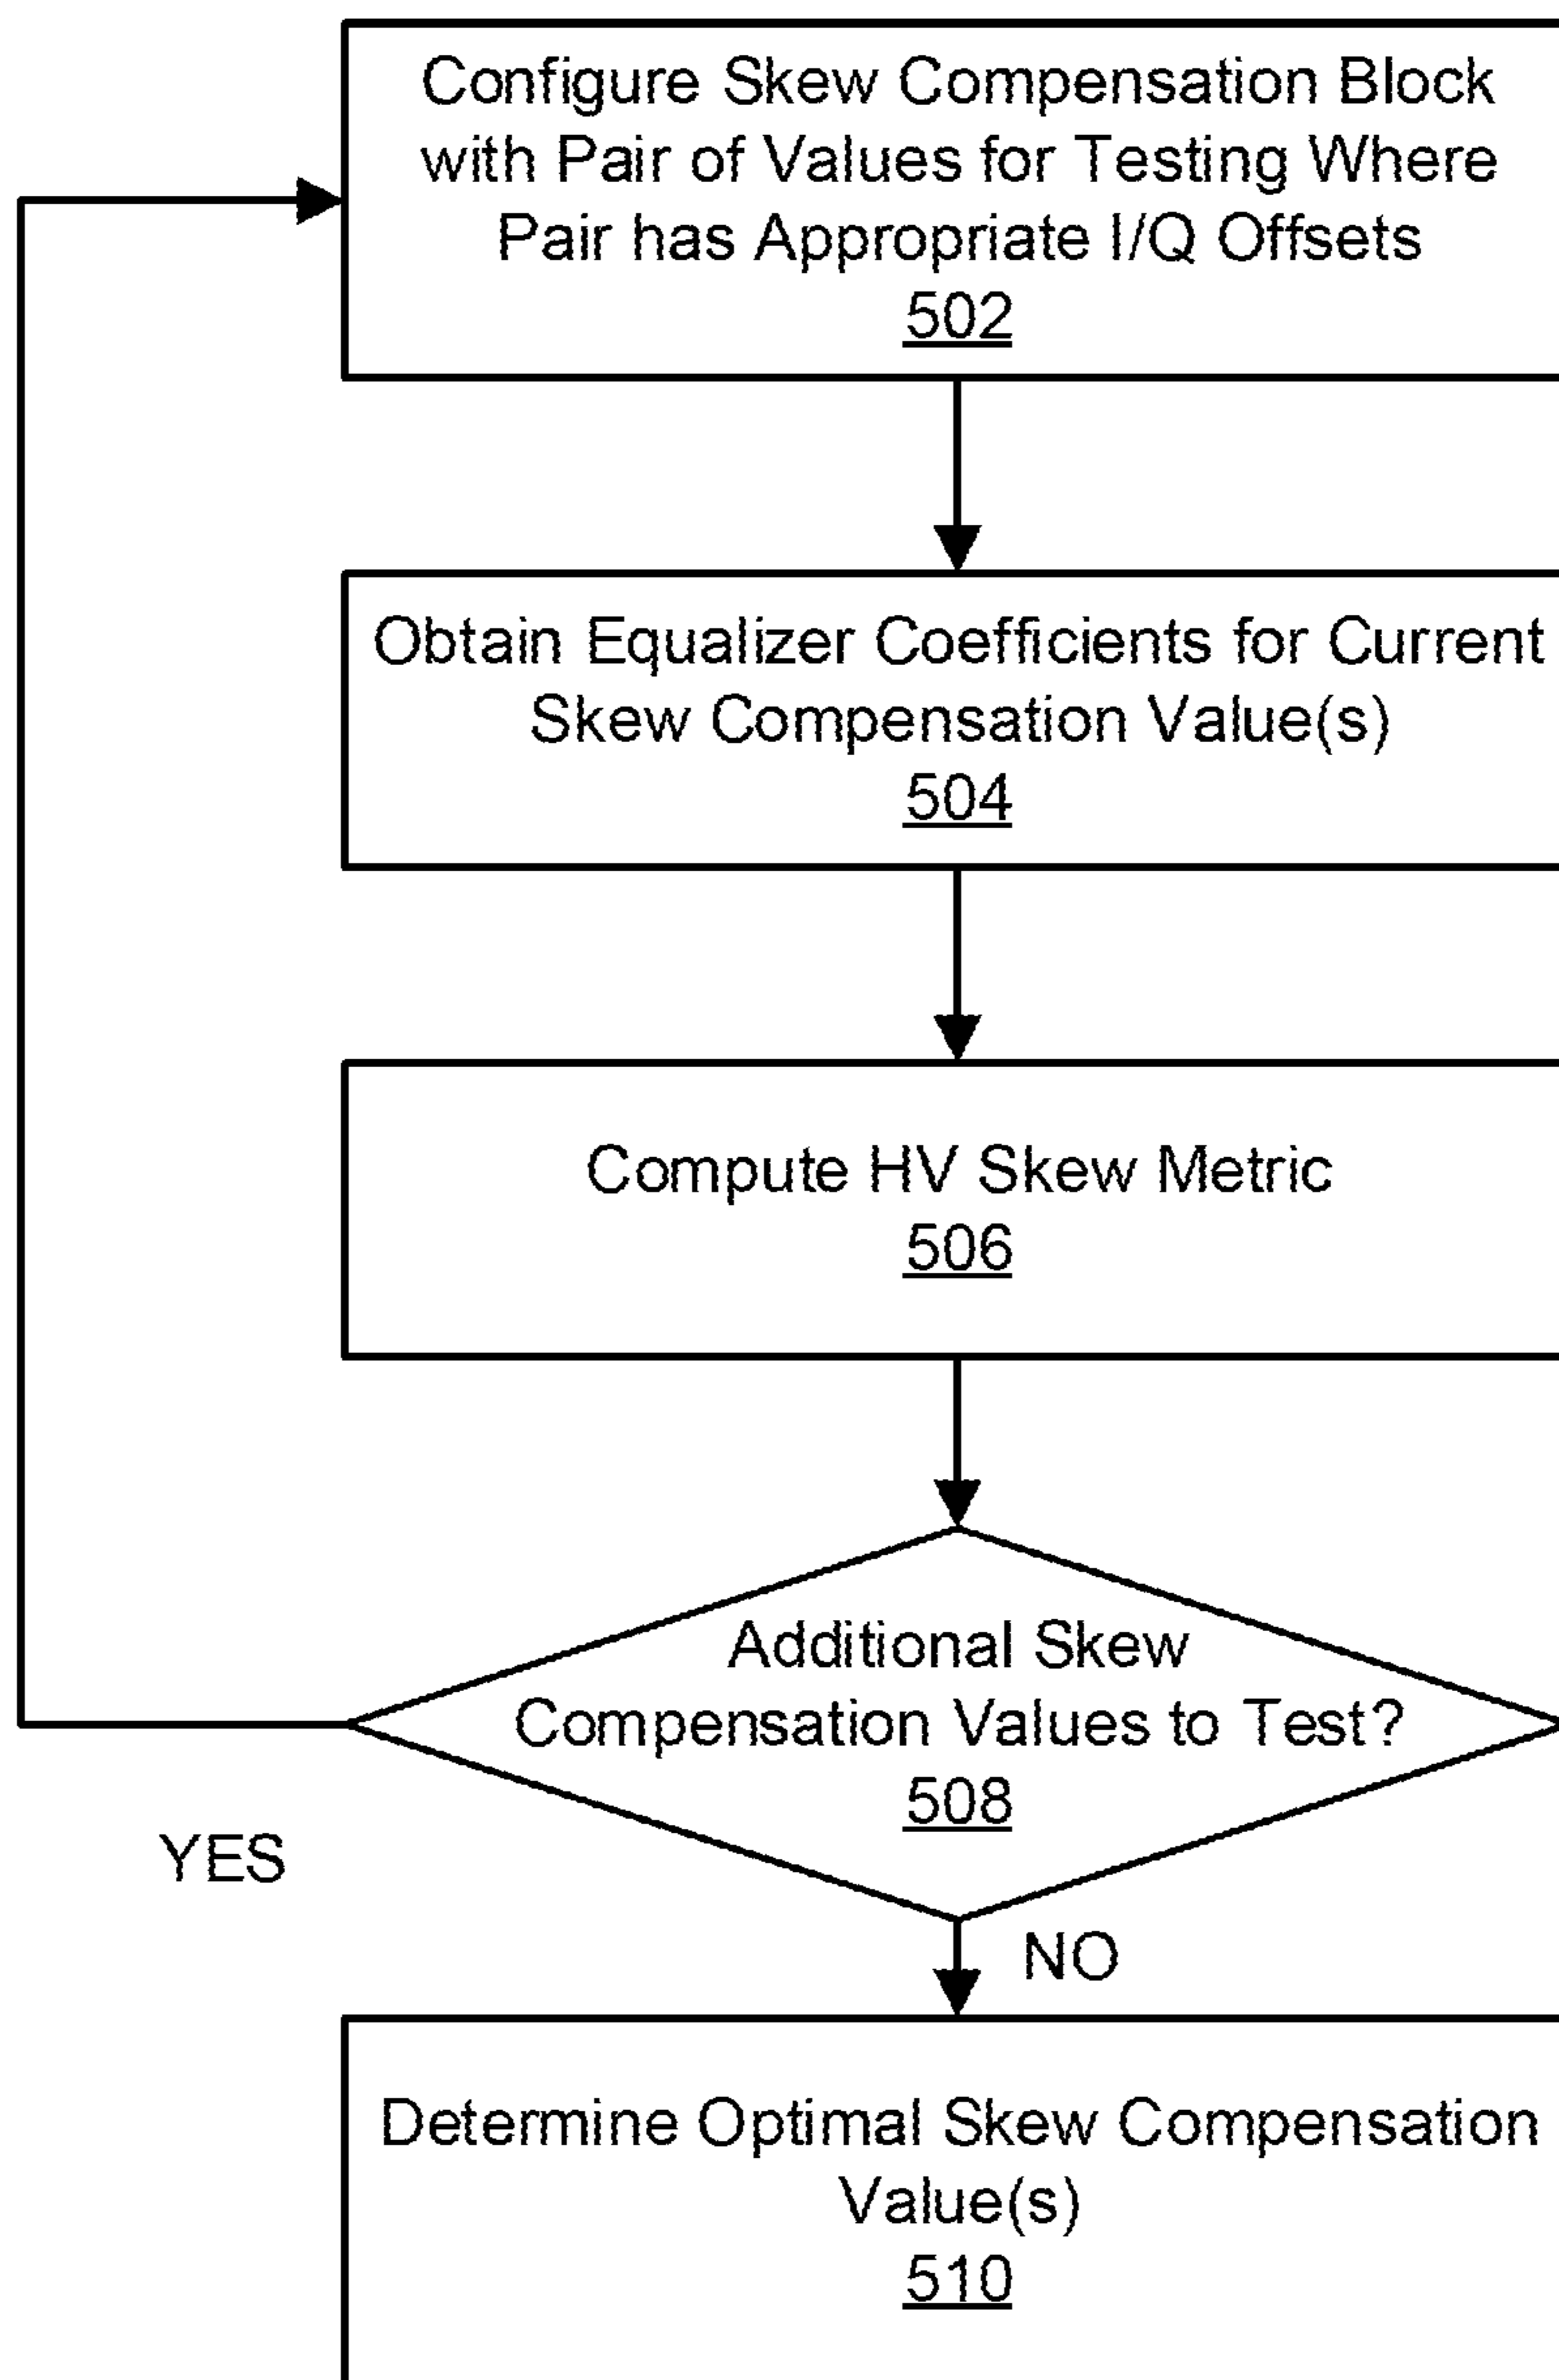 Configure Skew Compensation Block
with Pair of Values for Testing Where
Pair has Appropriate I/Q Offsets
502
Obtain Equalizer Coefficients for Current
Skew Compensation Value(s)
504
Compute HV Skew Metric
506
Additional Skew
Compensation Values to Test?
508
YES
NO
Determine Optimal Skew Compensation
Value(s)
510